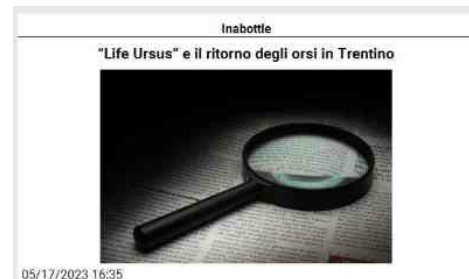 Inabottle
"Life Ursus" e il ritorno degli orsi in Trentino
05/17/2023 16:35